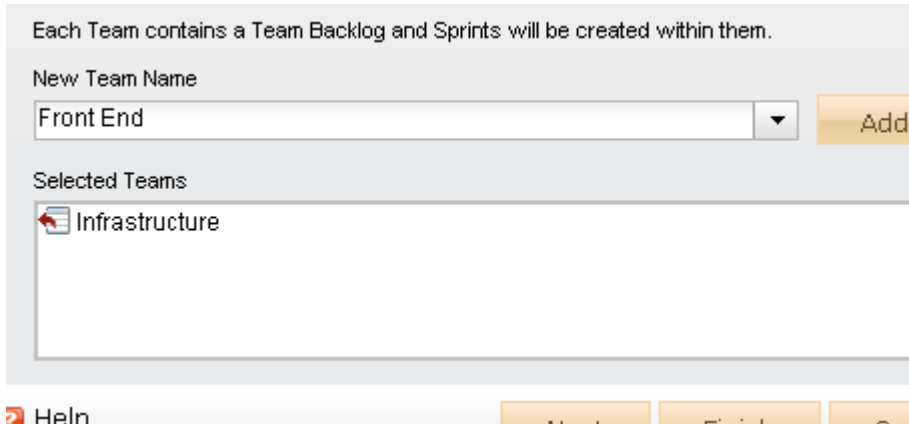 Each Team contains a Team Backlog and Sprints will be created within them.
New Team Name
Front End
Add
Selected Teams
Infrastructure
Help